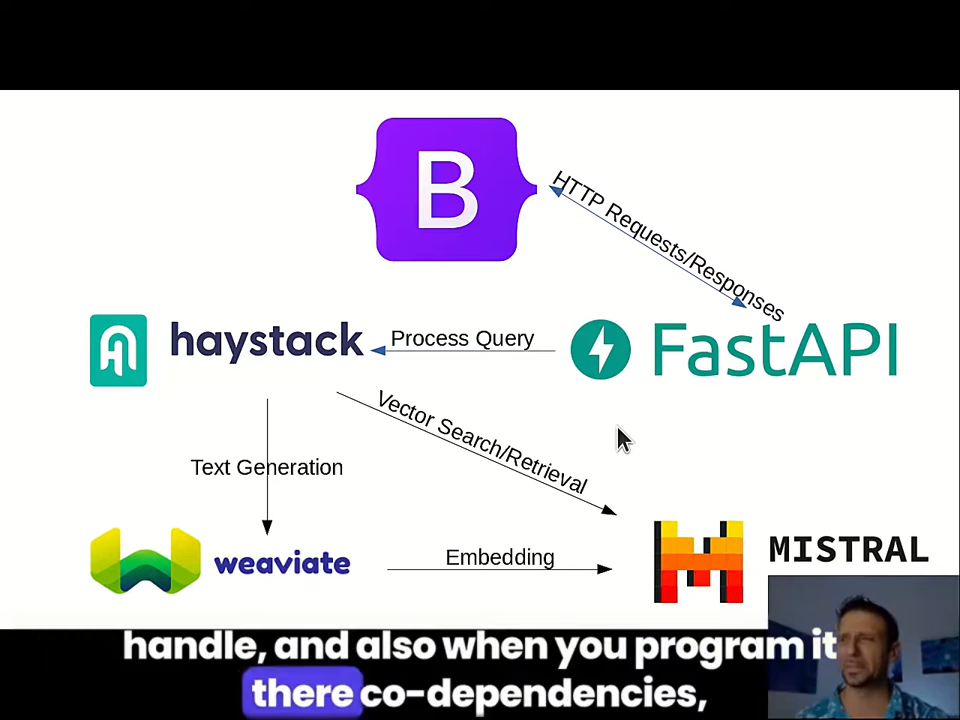 B
HTTP Requests/Responses
haystack
Process Query
FastAPI
Vector Search/Retrieval
Text Generation
weaviate
Embedding
MISTRAL
handle, and also when you program it
there co-dependencies,